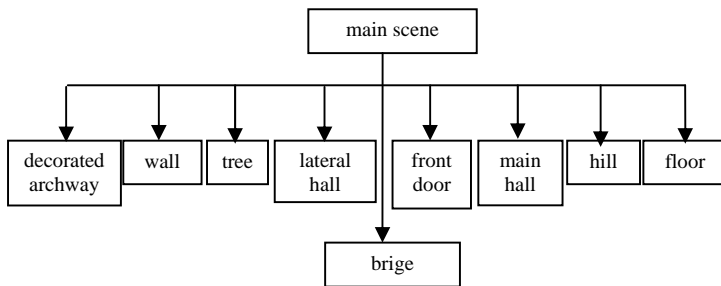 main scene
decorated
archway
wall
tree
lateral
hall
front
door
main
hall
hill
floor
brige